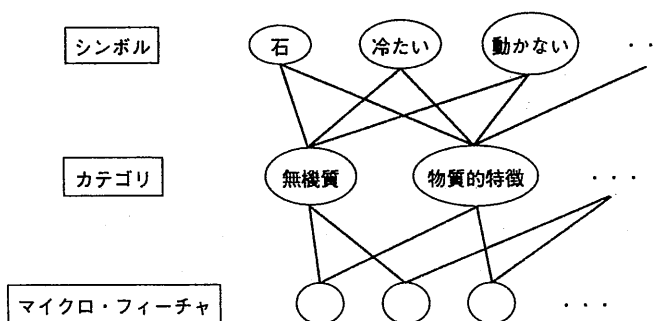 シンボル 石 冷たい 動かない ・・
カテゴリ 無機質 物質的特徴 ・・・
マイクロ・フィーチャ ・・・